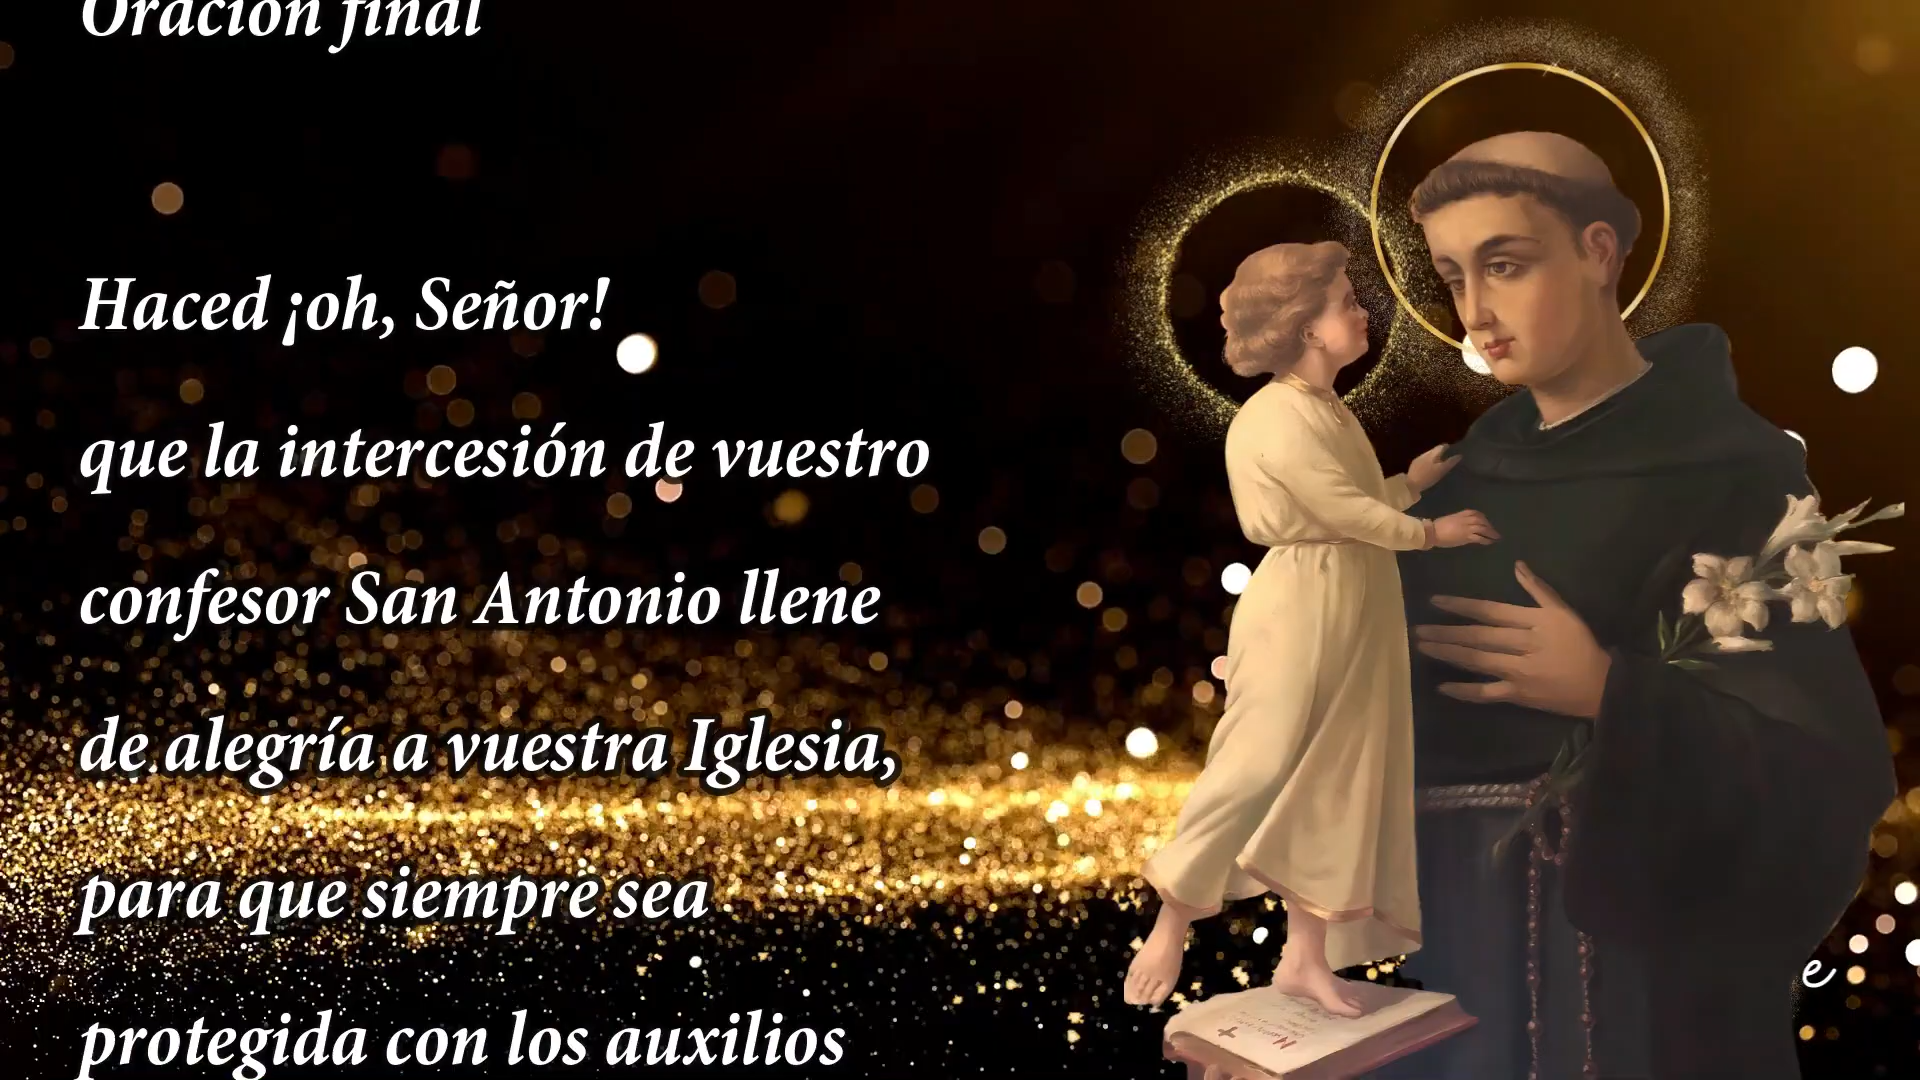 Oración final
Haced ¡oh, Señor!
que la intercesión de vuestro
confesor San Antonio llene
de alegría a vuestra Iglesia,
para que siempre sea
protegida con los auxilios
e